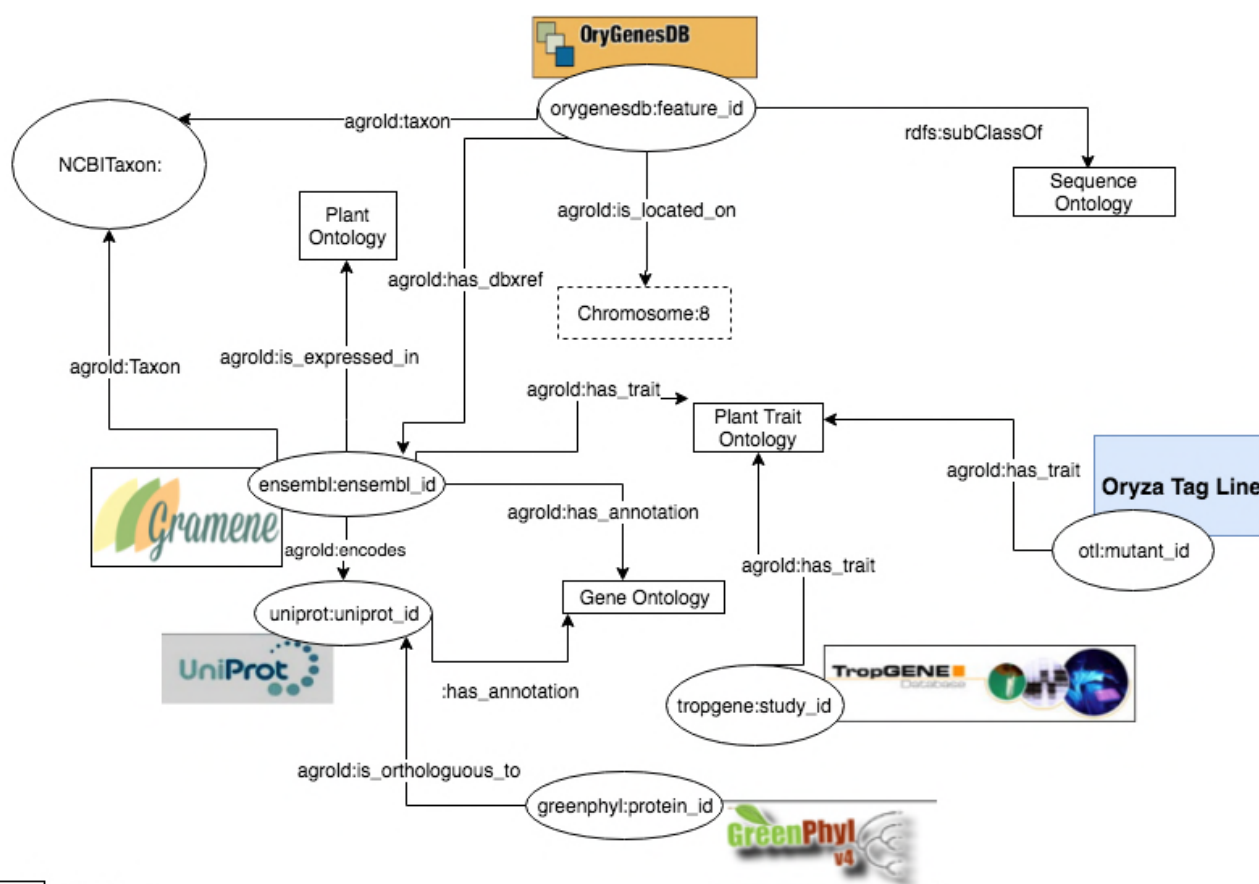 OryGenesDB
orygenesdb:feature_id
agrold:taxon
rdfs:subClassOf
NCBITaxon:
Sequence
Ontology
Plant
Ontology
agrold:is_located_on
agrold:has_dbxref
Chromosome:8
agrold:Taxon
agrold:is_expressed_in
agrold:has_trait
Plant Trait
Ontology
agrold:has_trait
Oryza Tag Line
ensembl:ensembl_id
Gramene
agrold:has_annotation
agrold:encodes
otl:mutant_id
agrold:has_trait
uniprot:uniprot_id
Gene Ontology
UniProt
:has_annotation
TropGENE
Database
tropgene:study_id
agrold:is_orthologuous_to
greenphyl:protein_id
GreenPhyl
v4